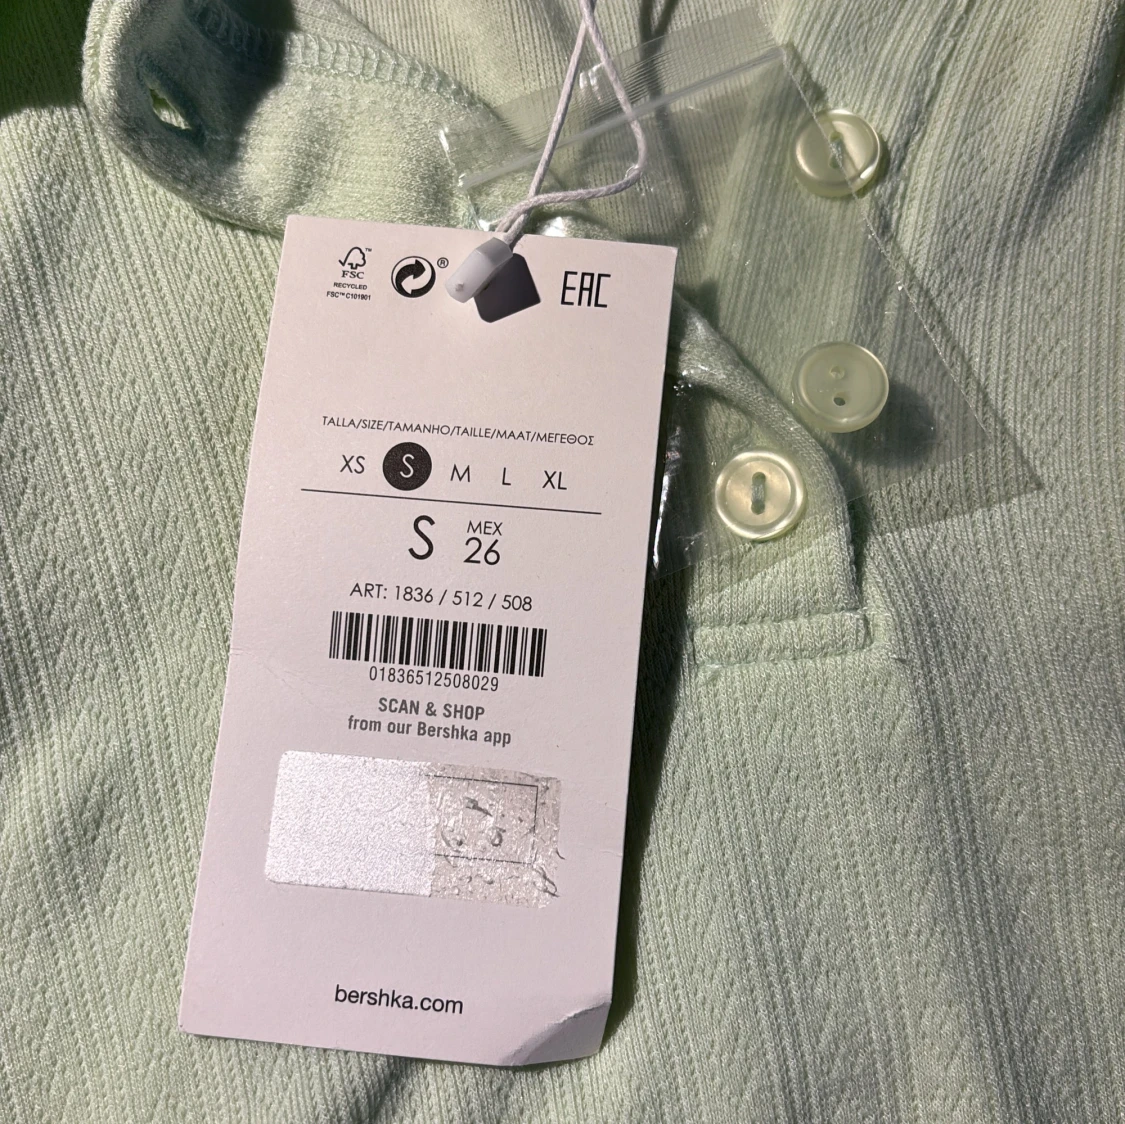 FSC™
RECYCLED
FSC™ C101901
®
EAC
TALLA/SIZE/TAMANHO/TAILLE/MAAT/ΜΕΓΕΘΟΣ
XS S M L XL
S MEX 26
ART: 1836 / 512 / 508
01836512508029
SCAN & SHOP
from our Bershka app
bershka.com